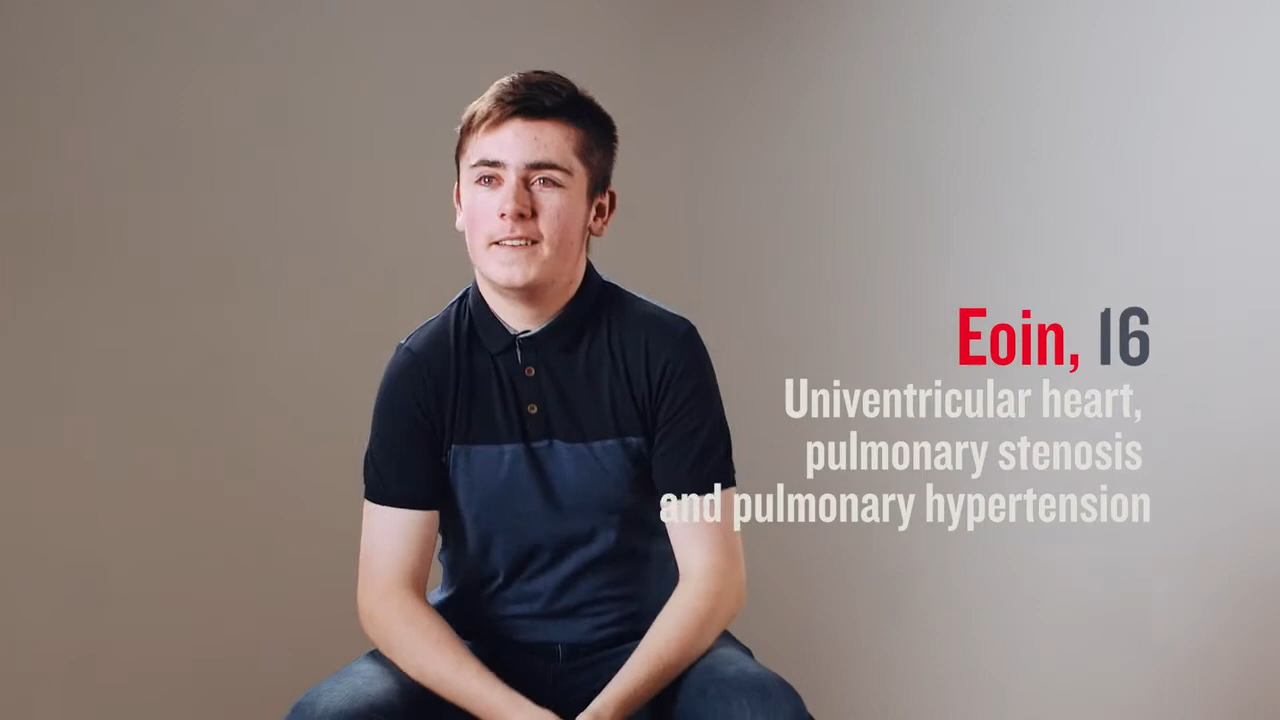 Eoin, 16
Univentricular heart,
pulmonary stenosis
and pulmonary hypertension